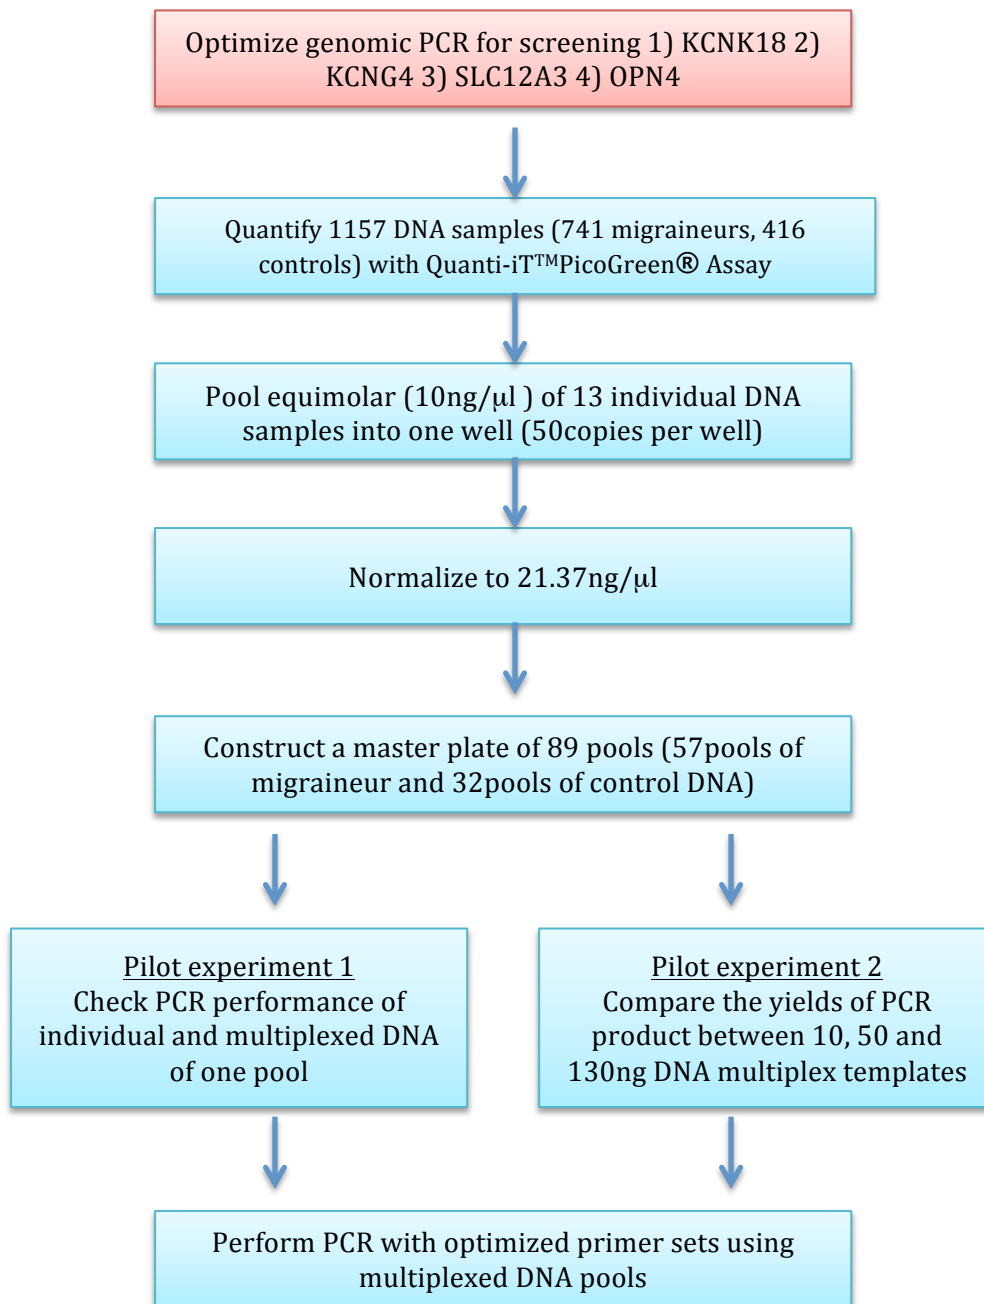 Optimize genomic PCR for screening 1) KCNK18 2)
KCNG4 3) SLC12A3 4) OPN4
Quantify 1157 DNA samples (741 migraineurs, 416
controls) with Quanti-iT™PicoGreen® Assay
Pool equimolar (10ng/µl ) of 13 individual DNA
samples into one well (50copies per well)
Normalize to 21.37ng/µl
Construct a master plate of 89 pools (57pools of
migraineur and 32pools of control DNA)
Pilot experiment 1
Check PCR performance of
individual and multiplexed DNA
of one pool
Pilot experiment 2
Compare the yields of PCR
product between 10, 50 and
130ng DNA multiplex templates
Perform PCR with optimized primer sets using
multiplexed DNA pools